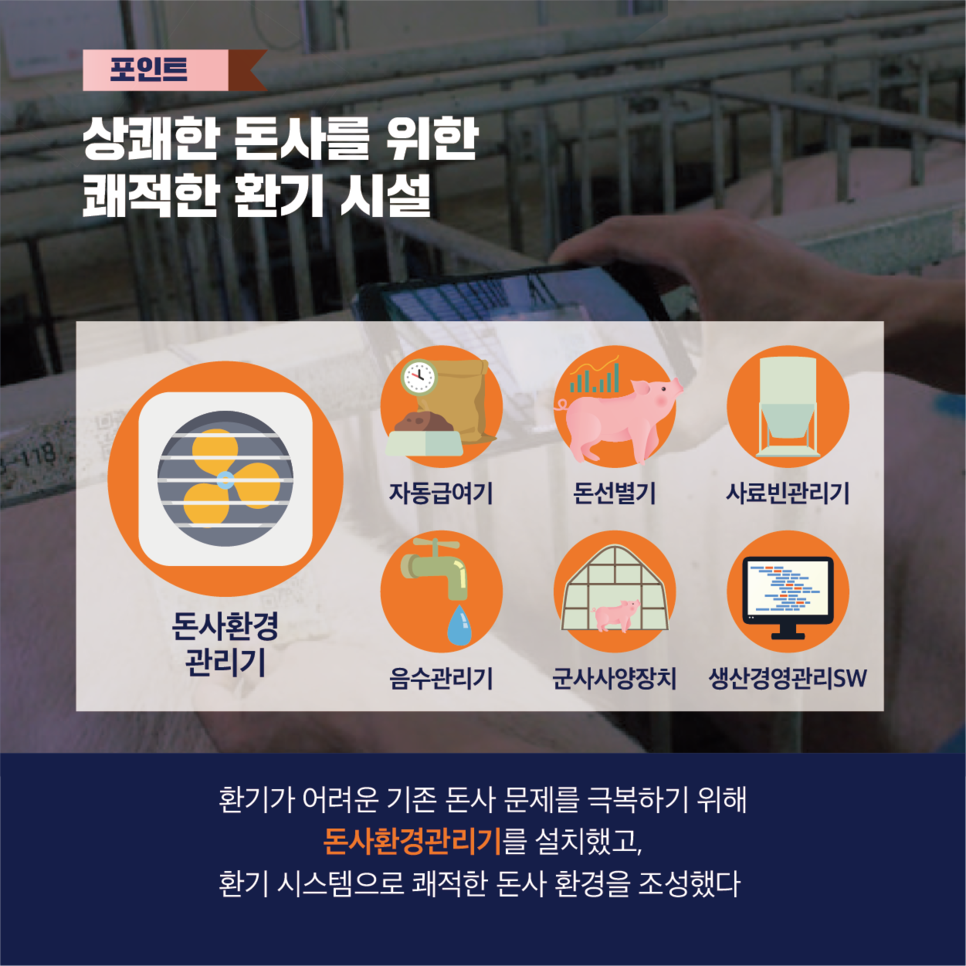 포인트
상쾌한 돈사를 위한
쾌적한 환기 시설
돈사환경
관리기
자동급여기
돈선별기
사료빈관리기
음수관리기
군사사양장치
생산경영관리SW
환기가 어려운 기존 돈사 문제를 극복하기 위해
돈사환경관리기를 설치했고,
환기 시스템으로 쾌적한 돈사 환경을 조성했다